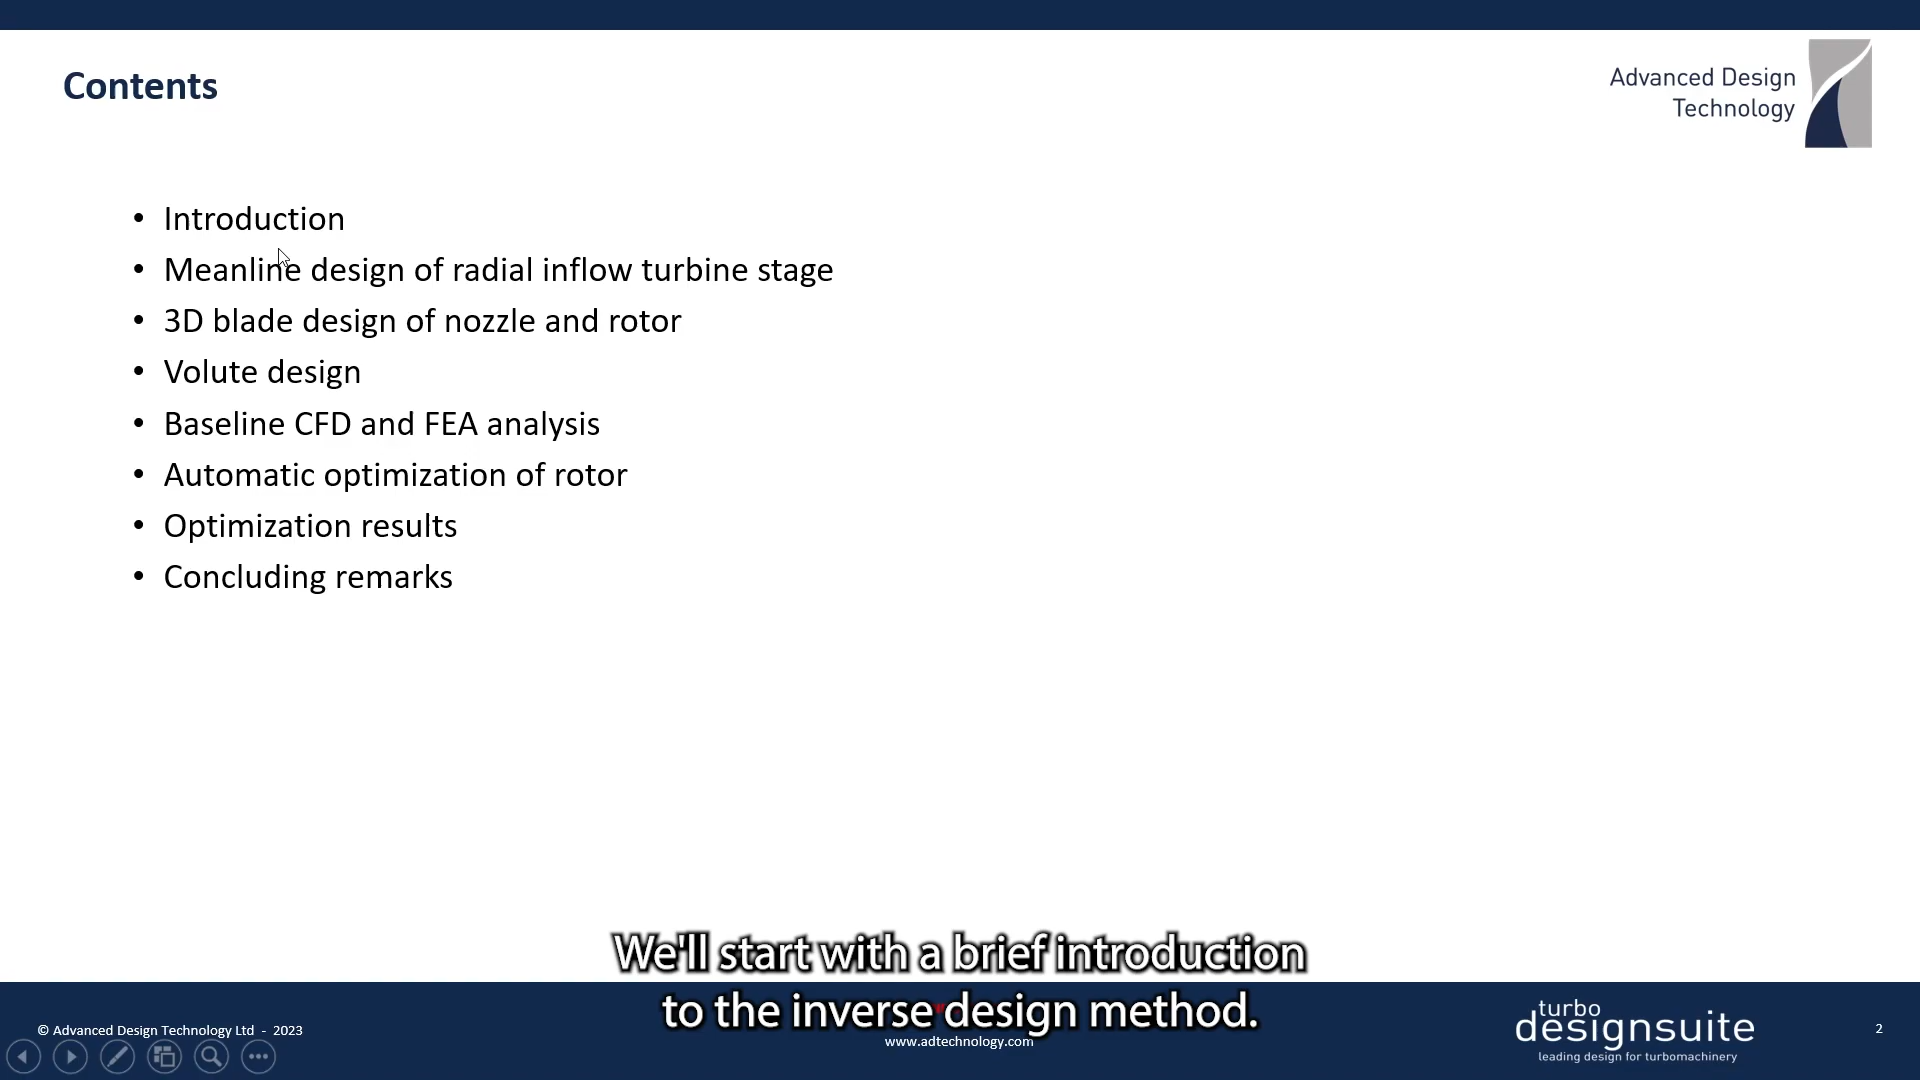 Contents
Advanced Design
Technology
• Introduction
• Meanline design of radial inflow turbine stage
• 3D blade design of nozzle and rotor
• Volute design
• Baseline CFD and FEA analysis
• Automatic optimization of rotor
• Optimization results
• Concluding remarks
We'll start with a brief introduction
to the inverse design method.
© Advanced Design Technology Ltd - 2023
www.adtechnology.com
turbo
designsuite
leading design for turbomachinery
2